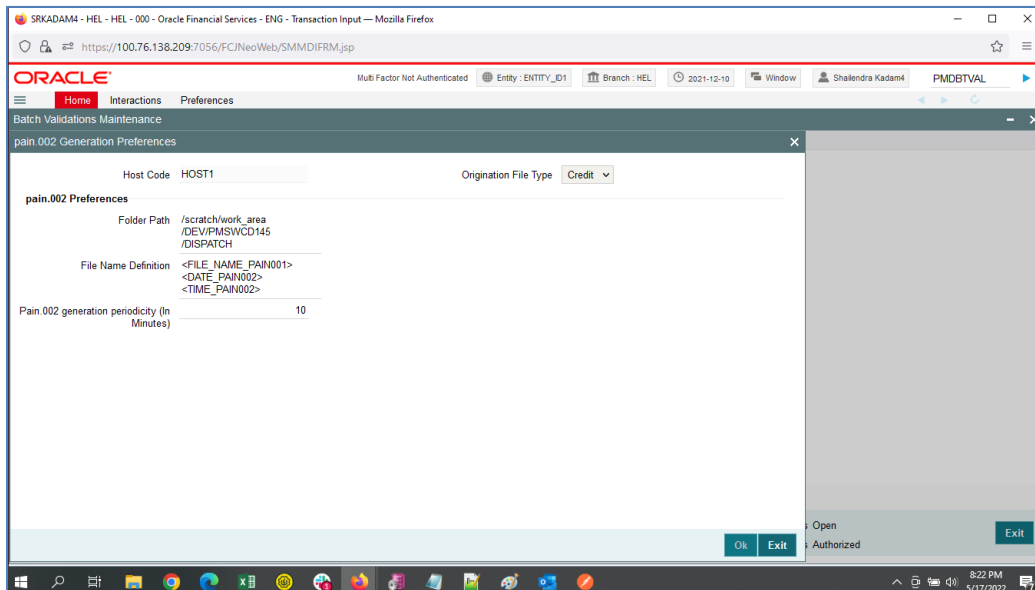 SRKADAM4 - HEL - HEL - 000 - Oracle Financial Services - ENG - Transaction Input — Mozilla Firefox
https://100.76.138.209:7056/FCJNeoWeb/SMMDIFRM.jsp
ORACLE Multi Factor Not Authenticated Entity : ENTITY_ID1 Branch : HEL 2021-12-10 Window Shailendra Kadam4 PMDBTVAL
Home Interactions Preferences
Batch Validations Maintenance
pain.002 Generation Preferences
Host Code HOST1 Origination File Type Credit
pain.002 Preferences
Folder Path /scratch/work_area
/DEV/PMSWCD145
/DISPATCH
File Name Definition <FILE_NAME_PAIN001>
<DATE_PAIN002>
<TIME_PAIN002>
Pain.002 generation periodicity (In 10
Minutes)
s Open
Exit
Ok Exit s Authorized
8:22 PM
5/17/2022